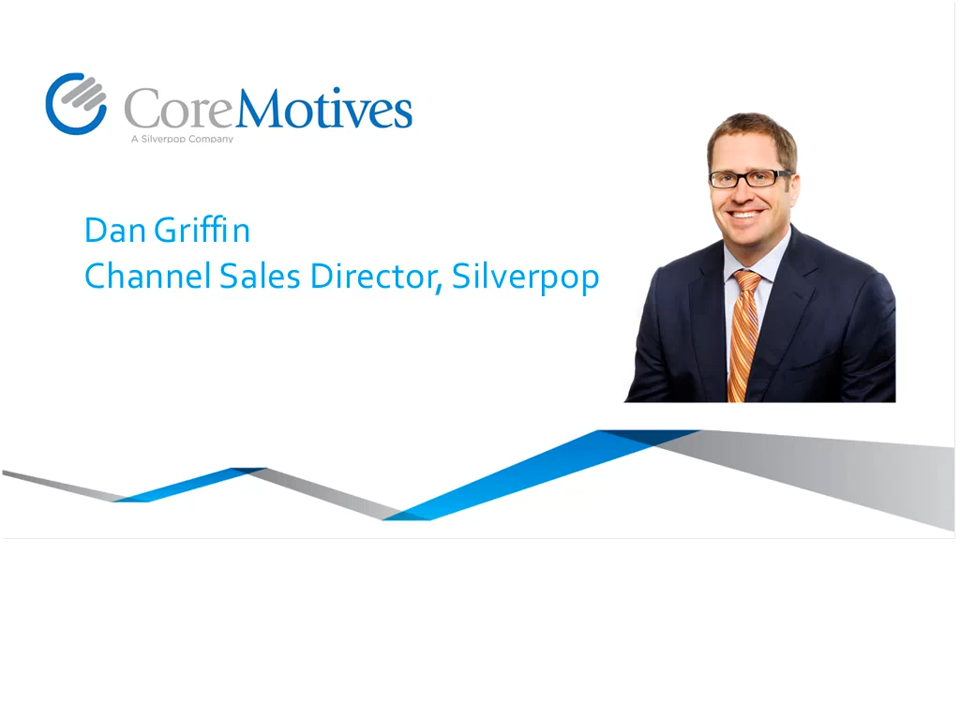 CoreMotives
A Silverpop Company
Dan Griffin
Channel Sales Director, Silverpop